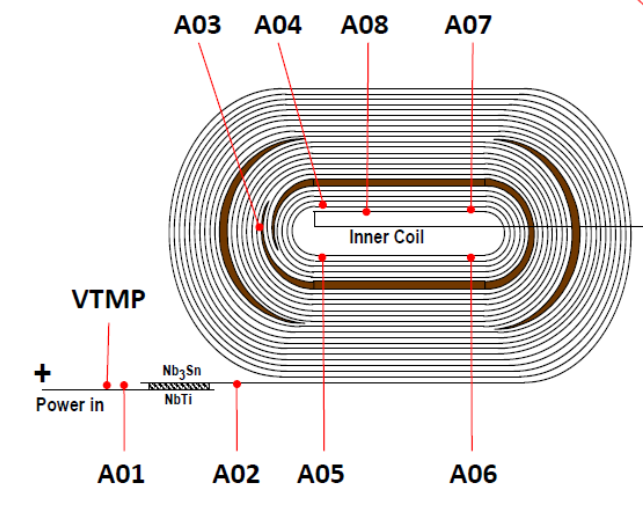 A03 A04 A08 A07
Inner Coil
VTMP
+
Nb3Sn
Power in
NbTi
A01 A02 A05 A06